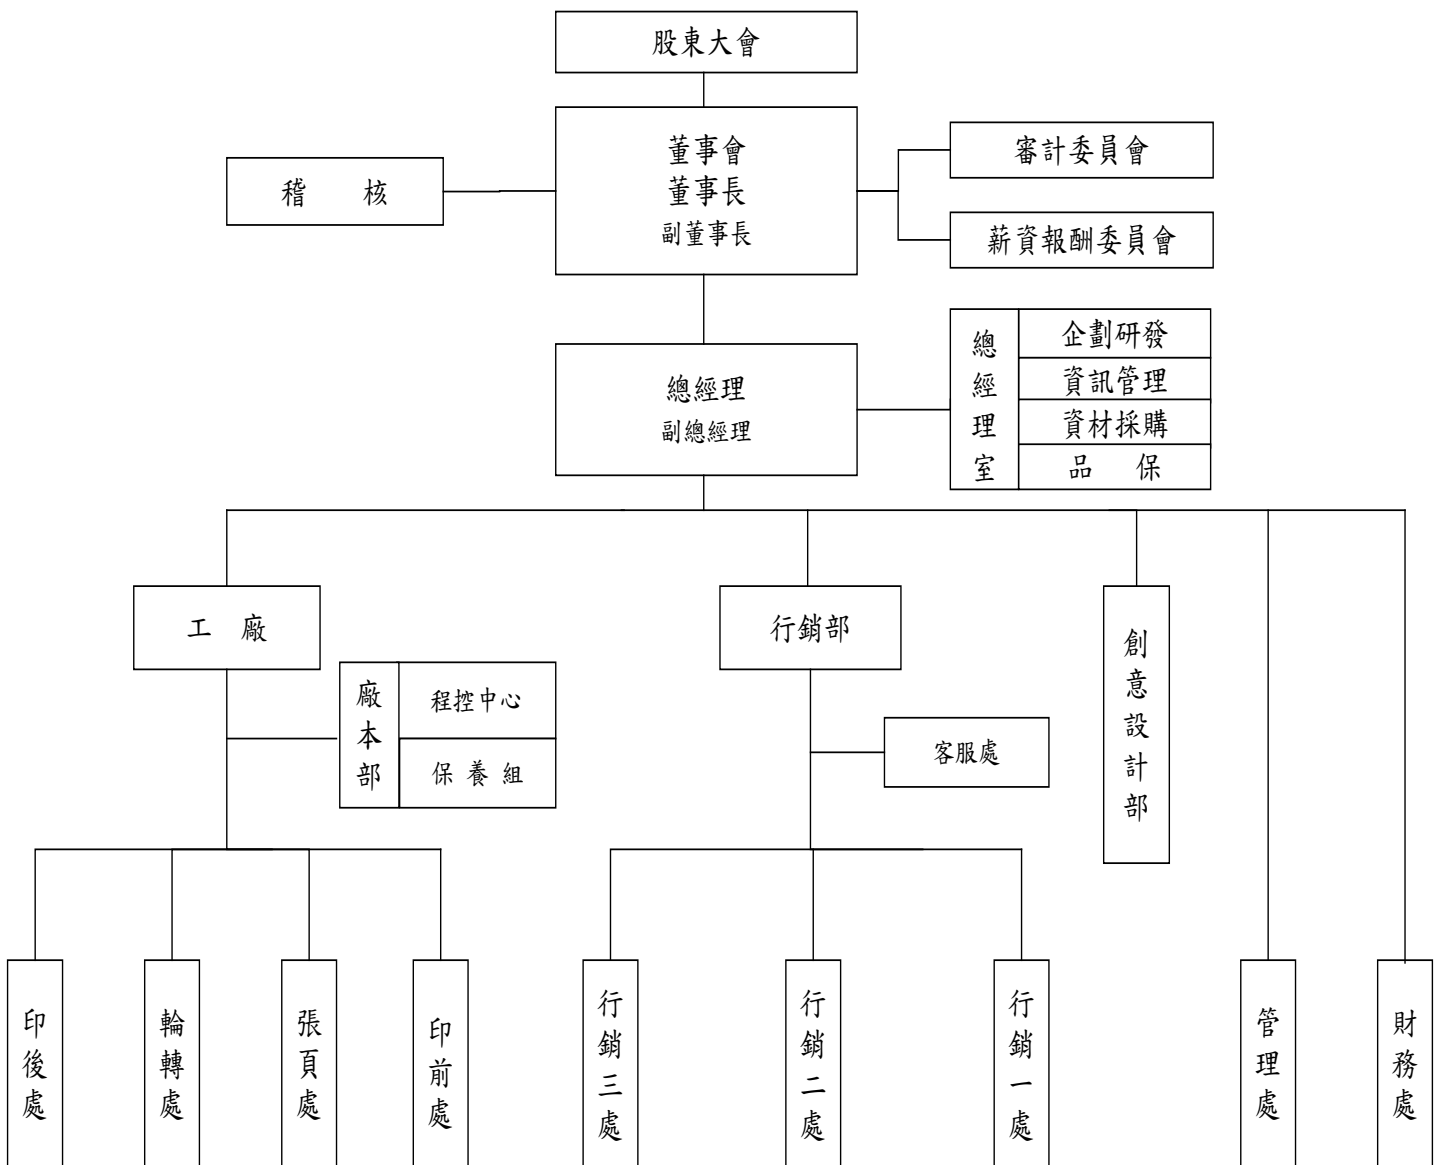 股東大會
董事會
董事長
副董事長
稽　核
審計委員會
薪資報酬委員會
總經理
副總經理
總經理室
企劃研發
資訊管理
資材採購
品　保
工　廠
行銷部
創意設計部
廠本部
程控中心
保 養 組
客服處
印後處
輪轉處
張頁處
印前處
行銷三處
行銷二處
行銷一處
管理處
財務處